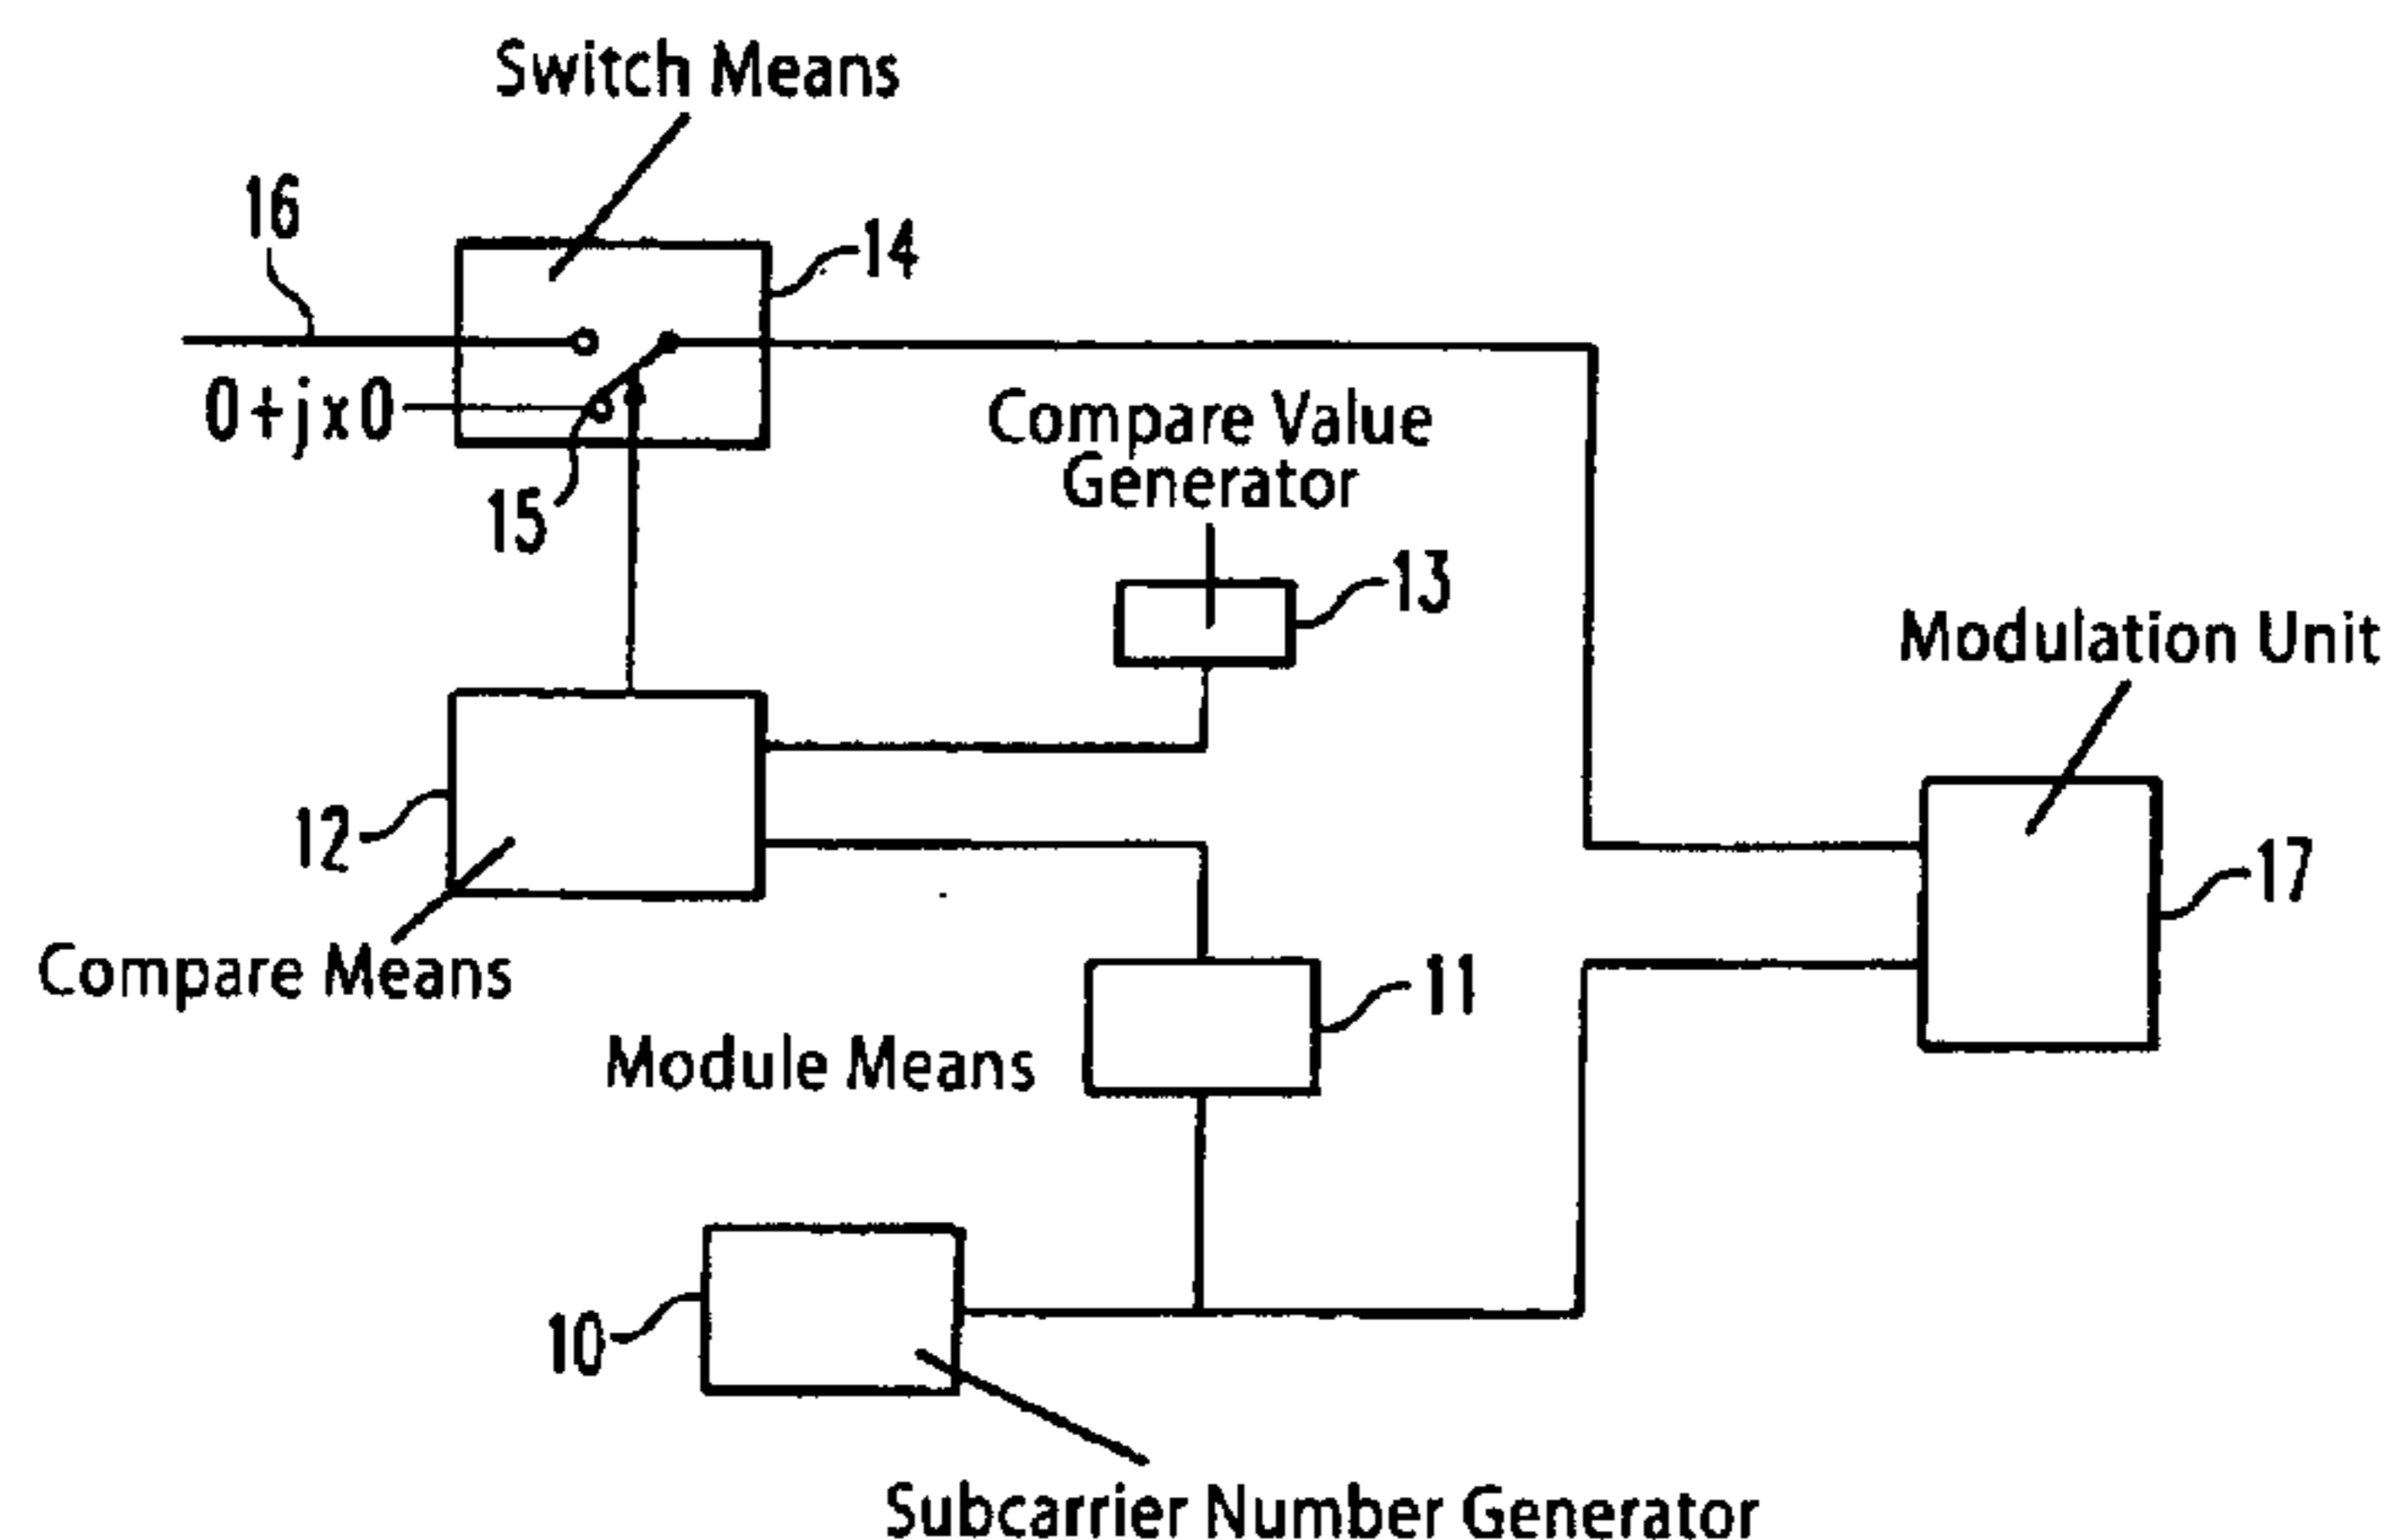 Switch Means
16
14
0+jx0
15
Compare Value
Generator
13
Modulation Unit
12
17
Compare Means
11
Module Means
10
Subcarrier Number Generator